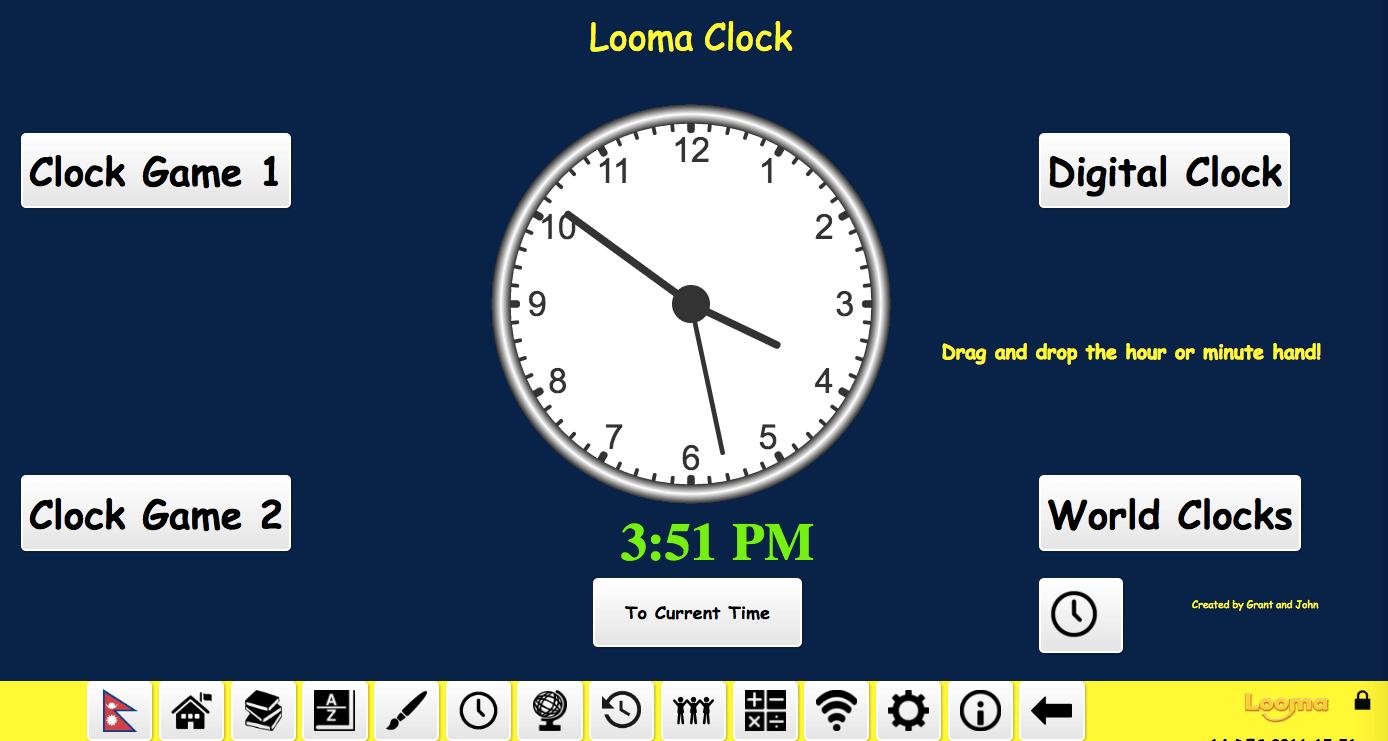 Looma Clock
Clock Game 1
Digital Clock
12
11
1
10
2
9
3
8
4
7
5
6
Drag and drop the hour or minute hand!
Clock Game 2
World Clocks
3:51 PM
To Current Time
Created by Grant and John
A
Z
Looma